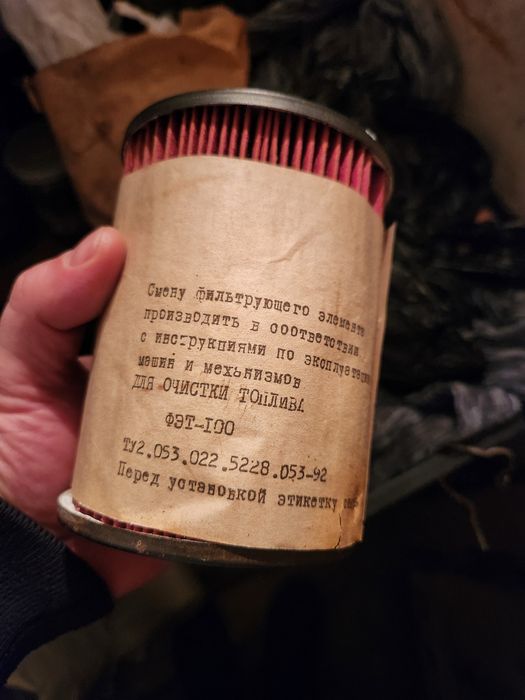 Смену фильтрующего элемента
производить в соответствии
с инструкциями по эксплуатации
машин и механизмов
ДЛЯ ОЧИСТКИ ТОПЛИВА
ФЭТ-100
ТУ2.053.022.5228.053-92
Перед установкой этикетку